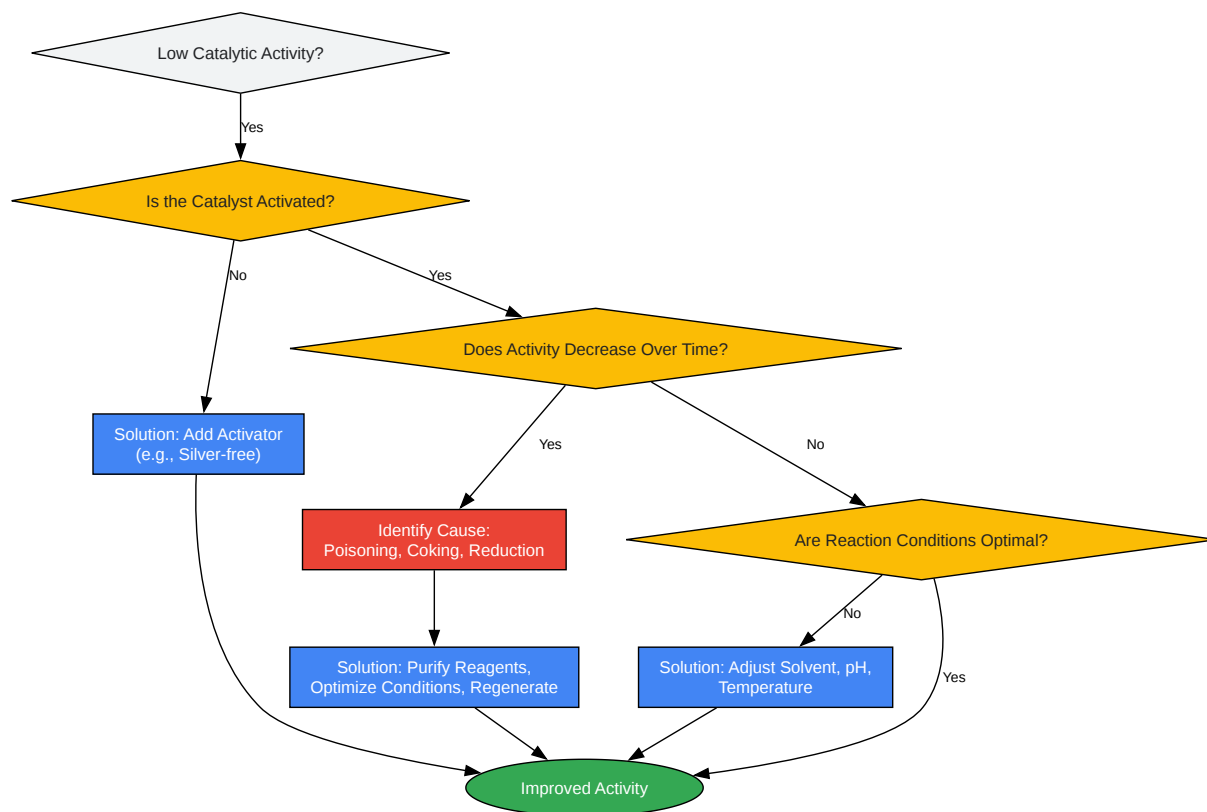 Low Catalytic Activity?
Yes
Is the Catalyst Activated?
No
Yes
Does Activity Decrease Over Time?
Solution: Add Activator
(e.g., Silver-free)
Yes
No
Identify Cause:
Poisoning, Coking, Reduction
Are Reaction Conditions Optimal?
No
Solution: Purify Reagents,
Optimize Conditions, Regenerate
Solution: Adjust Solvent, pH,
Temperature
Yes
Improved Activity